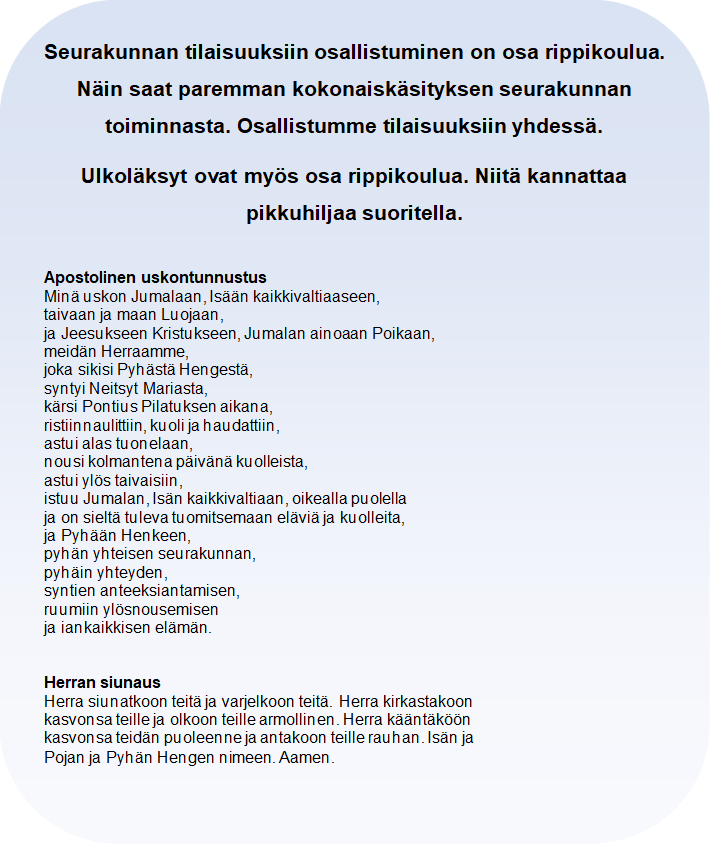 Seurakunnan tilaisuuksiin osallistuminen on osa rippikoulua.
Näin saat paremman kokonaiskäsityksen seurakunnan
toiminnasta. Osallistumme tilaisuuksiin yhdessä.
Ulkoläksyt ovat myös osa rippikoulua. Niitä kannattaa
pikkuhiljaa suoritella.
Apostolinen uskontunnustus
Minä uskon Jumalaan, Isään kaikkivaltiaaseen,
taivaan ja maan Luojaan,
ja Jeesukseen Kristukseen, Jumalan ainoaan Poikaan,
meidän Herraamme,
joka sikisi Pyhästä Hengestä,
syntyi Neitsyt Mariasta,
kärsi Pontius Pilatuksen aikana,
ristiinnaulittiin, kuoli ja haudattiin,
astui alas tuonelaan,
nousi kolmantena päivänä kuolleista,
astui ylös taivaisiin,
istuu Jumalan, Isän kaikkivaltiaan, oikealla puolella
ja on sieltä tuleva tuomitsemaan eläviä ja kuolleita,
ja Pyhään Henkeen,
pyhän yhteisen seurakunnan,
pyhäin yhteyden,
syntien anteeksiantamisen,
ruumiin ylösnousemisen
ja iankaikkisen elämän.
Herran siunaus
Herra siunatkoon teitä ja varjelkoon teitä. Herra kirkastakoon
kasvonsa teille ja olkoon teille armollinen. Herra kääntäköön
kasvonsa teidän puoleenne ja antakoon teille rauhan. Isän ja
Pojan ja Pyhän Hengen nimeen. Aamen.